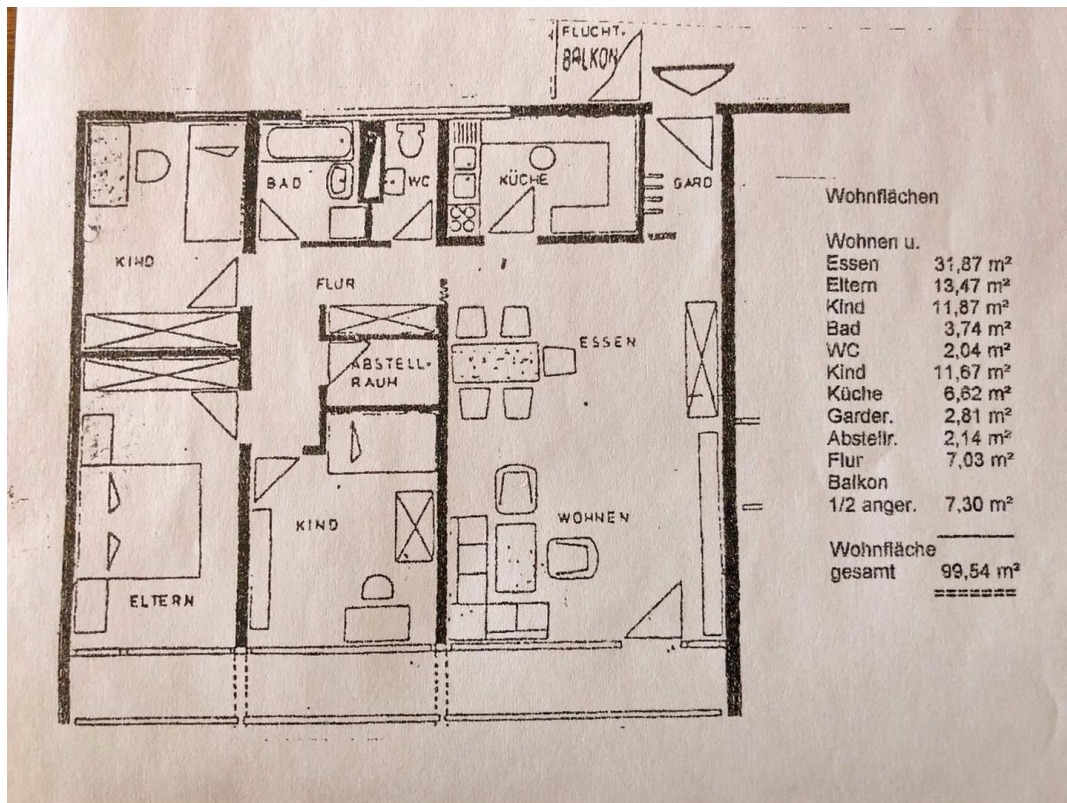 FLUCHT-
BALKON
BAD
WC
KÜCHE
GARD
KIND
FLUR
ESSEN
ABSTELL-
RAUM
KIND
WOHNEN
ELTERN
Wohnflächen
Wohnen u.
Essen 31,87 m²
Eltern 13,47 m²
Kind 11,87 m²
Bad 3,74 m²
WC 2,04 m²
Kind 11,67 m²
Küche 6,62 m²
Garder. 2,81 m²
Abstellr. 2,14 m²
Flur 7,03 m²
Balkon
1/2 anger. 7,30 m²
Wohnfläche
gesamt 99,54 m²
=======